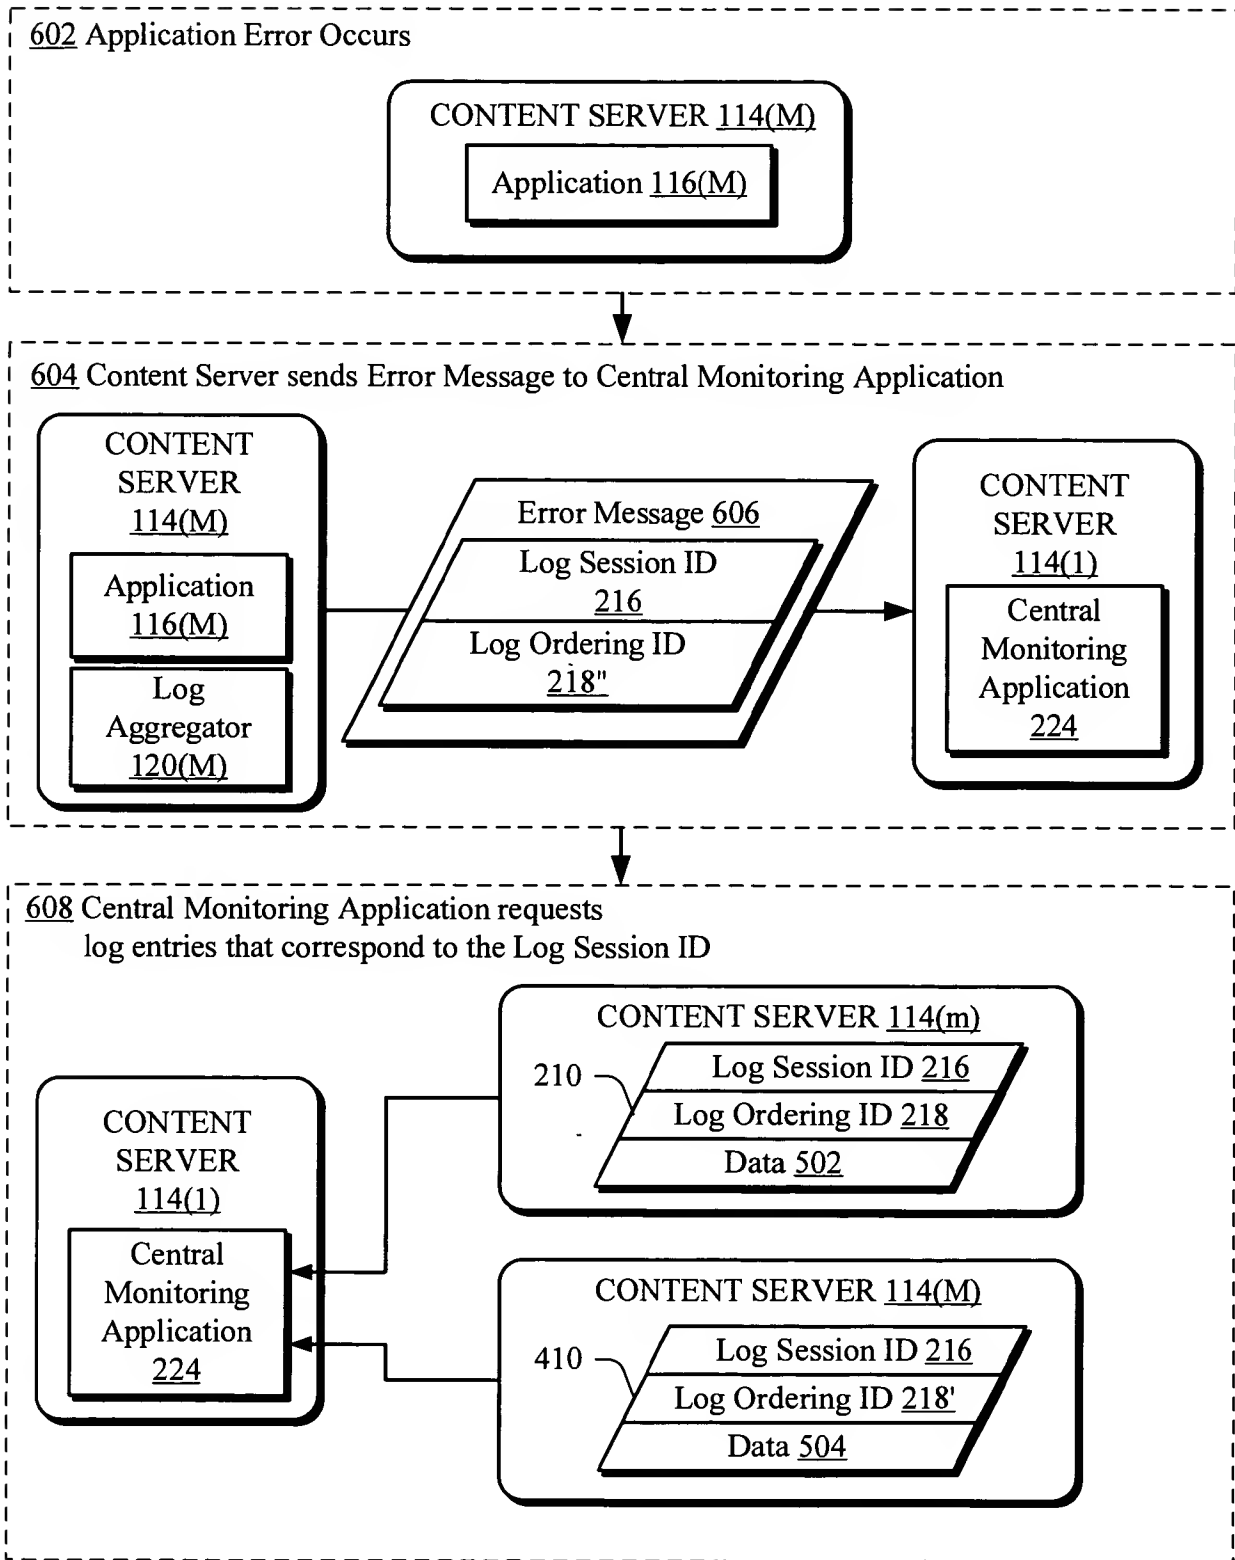 602 Application Error Occurs
CONTENT SERVER 114(M)
Application 116(M)
604 Content Server sends Error Message to Central Monitoring Application
CONTENT
SERVER
114(M)
Application
116(M)
Log
Aggregator
120(M)
Error Message 606
Log Session ID
216
Log Ordering ID
218"
CONTENT
SERVER
114(1)
Central
Monitoring
Application
224
608 Central Monitoring Application requests
log entries that correspond to the Log Session ID
CONTENT
SERVER
114(1)
Central
Monitoring
Application
224
CONTENT SERVER 114(m)
210
Log Session ID 216
Log Ordering ID 218
Data 502
CONTENT SERVER 114(M)
410
Log Session ID 216
Log Ordering ID 218'
Data 504